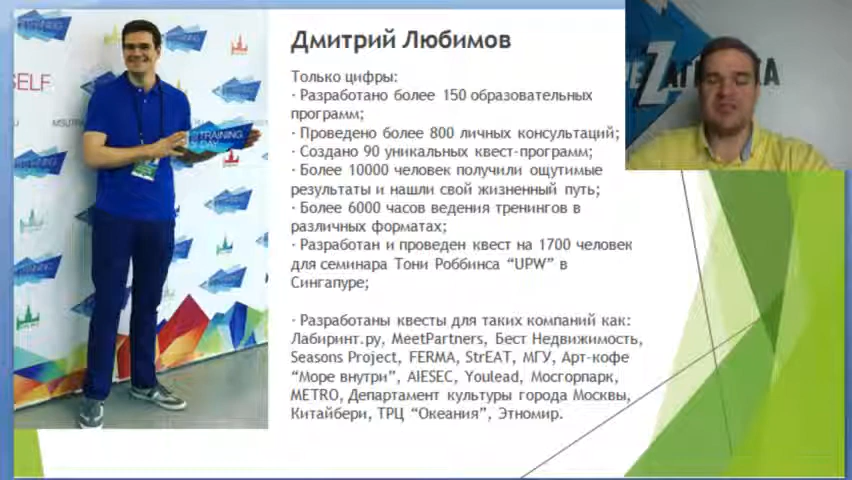 Дмитрий Любимов
Только цифры:
· Разработано более 150 образовательных
программ;
· Проведено более 800 личных консультаций;
· Создано 90 уникальных квест-программ;
· Более 10000 человек получили ощутимые
результаты и нашли свой жизненный путь;
· Более 6000 часов ведения тренингов в
различных форматах;
· Разработан и проведен квест на 1700 человек
для семинара Тони Роббинса “UPW” в
Сингапуре;
· Разработаны квесты для таких компаний как:
Лабиринт.ру, MeetPartners, Бест Недвижимость,
Seasons Project, FERMA, StrEAT, МГУ, Арт-кофе
“Море внутри”, AIESEC, Youlead, Мосгорпарк,
METRO, Департамент культуры города Москвы,
Китайбери, ТРЦ “Океания”, Этномир.
SELF
TRAINING
DAY